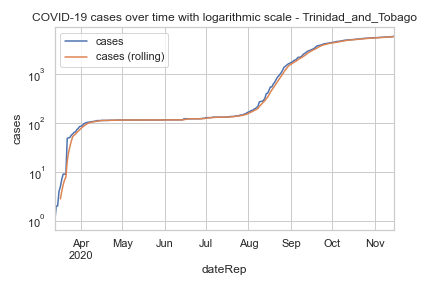 COVID-19 cases over time with logarithmic scale - Trinidad_and_Tobago
cases
cases (rolling)
10³
10²
10¹
10⁰
cases
Apr May Jun Jul Aug Sep Oct Nov
2020
dateRep